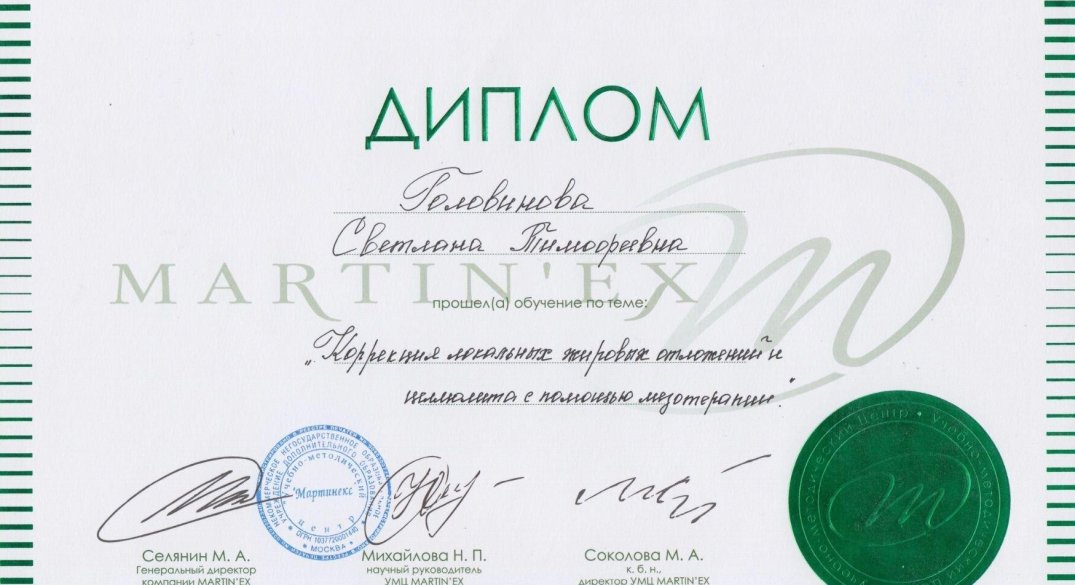 ДИПЛОМ
Головинова
Светлана Тимофеевна
MARTIN'EX
прошел(а) обучение по теме:
„Коррекция локальных жировых отложений и
целлюлита с помощью мезотерапии"
Мартинекс
центр
МОСКВА
Селянин М. А.
Генеральный директор
компании MARTIN'EX
Михайлова Н. П.
научный руководитель
УМЦ MARTIN'EX
Соколова М. А.
к. б. н.,
директор УМЦ MARTIN'EX